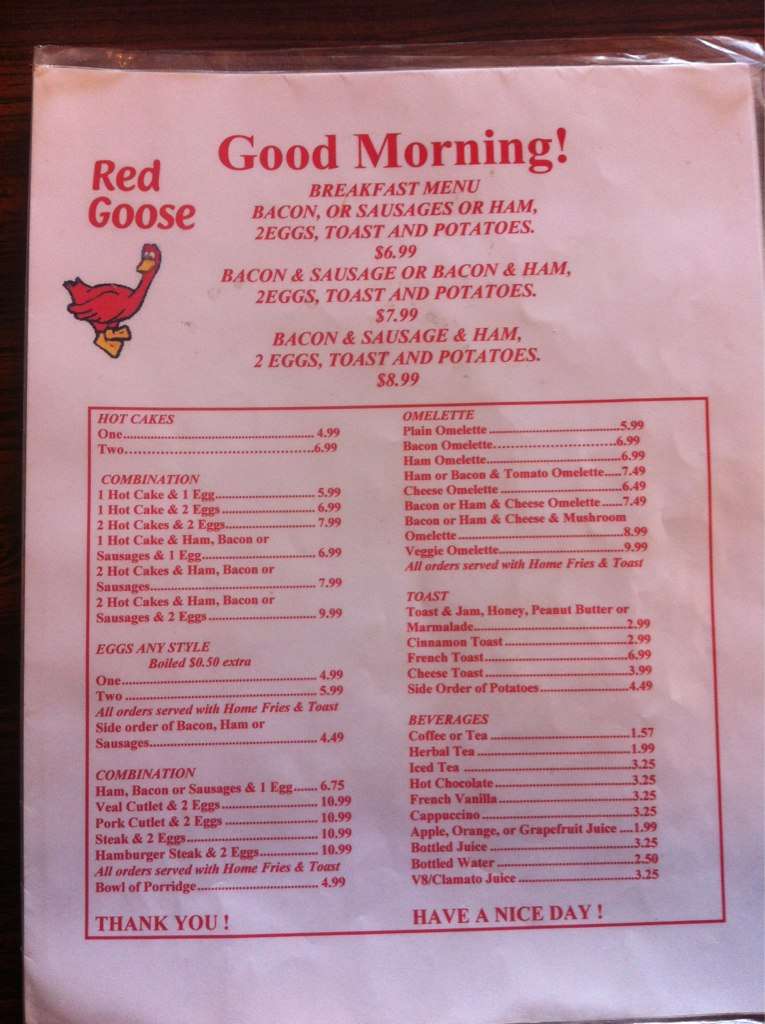 Good Morning!
Red
Goose
BREAKFAST MENU
BACON, OR SAUSAGES OR HAM,
2EGGS, TOAST AND POTATOES.
$6.99
BACON & SAUSAGE OR BACON & HAM,
2EGGS, TOAST AND POTATOES.
$7.99
BACON & SAUSAGE & HAM,
2 EGGS, TOAST AND POTATOES.
$8.99
HOT CAKES
One.......... 4.99
Two..........6.99
COMBINATION
1 Hot Cake & 1 Egg.......... 5.99
1 Hot Cake & 2 Eggs.......... 6.99
2 Hot Cakes & 2 Eggs.......... 7.99
1 Hot Cake & Ham, Bacon or
Sausages & 1 Egg.......... 6.99
2 Hot Cakes & Ham, Bacon or
Sausages.......... 7.99
2 Hot Cakes & Ham, Bacon or
Sausages & 2 Eggs.......... 9.99
EGGS ANY STYLE
Boiled $0.50 extra
One.......... 4.99
Two .......... 5.99
All orders served with Home Fries & Toast
Side order of Bacon, Ham or
Sausages.......... 4.49
COMBINATION
Ham, Bacon or Sausages & 1 Egg....... 6.75
Veal Cutlet & 2 Eggs.......... 10.99
Pork Cutlet & 2 Eggs .......... 10.99
Steak & 2 Eggs.......... 10.99
Hamburger Steak & 2 Eggs.......... 10.99
All orders served with Home Fries & Toast
Bowl of Porridge.......... 4.99
THANK YOU !
OMELETTE
Plain Omelette ..........5.99
Bacon Omelette..........6.99
Ham Omelette..........6.99
Ham or Bacon & Tomato Omelette.....7.49
Cheese Omelette ..........6.49
Bacon or Ham & Cheese Omelette ......7.49
Bacon or Ham & Cheese & Mushroom
Omelette ..........8.99
Veggie Omelette..........9.99
All orders served with Home Fries & Toast
TOAST
Toast & Jam, Honey, Peanut Butter or
Marmalade..........2.99
Cinnamon Toast ..........2.99
French Toast..........6.99
Cheese Toast ..........3.99
Side Order of Potatoes..........4.49
BEVERAGES
Coffee or Tea ..........1.57
Herbal Tea ..........1.99
Iced Tea ..........3.25
Hot Chocolate..........3.25
French Vanilla..........3.25
Cappuccino ..........3.25
Apple, Orange, or Grapefruit Juice ....1.99
Bottled Juice ..........3.25
Bottled Water ..........2.50
V8/Clamato Juice ..........3.25
HAVE A NICE DAY !